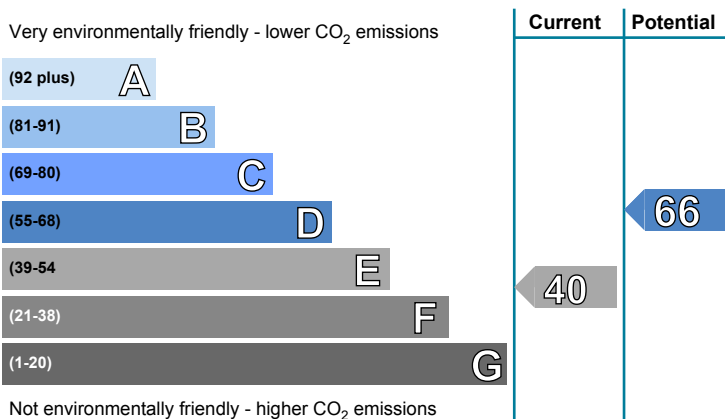 Very environmentally friendly - lower CO2 emissions
Current
Potential
(92 plus) A
(81-91) B
(69-80) C
(55-68) D
66
(39-54 E
40
(21-38) F
(1-20) G
Not environmentally friendly - higher CO2 emissions